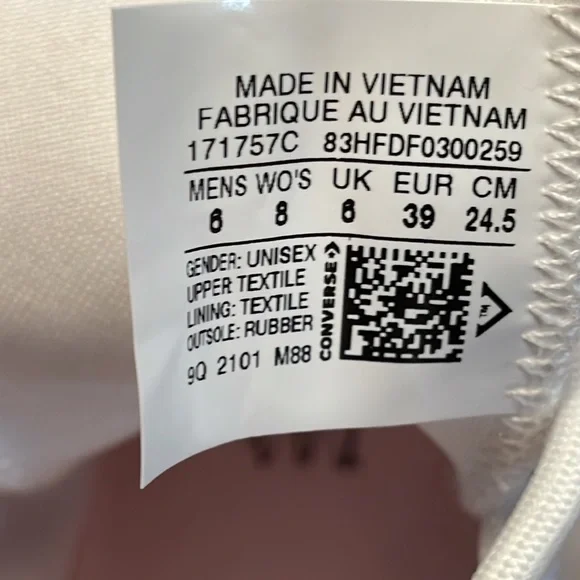 MADE IN VIETNAM
FABRIQUE AU VIETNAM
171757C 83HFDF0300259
MENS WO'S UK EUR CM
6 8 6 39 24.5
GENDER: UNISEX
UPPER: TEXTILE
LINING: TEXTILE
OUTSOLE: RUBBER
9Q 2101 M88
CONVERSE